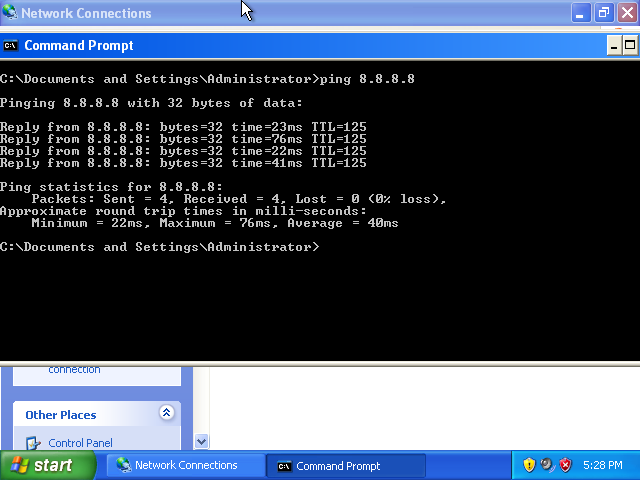 Network Connections
Command Prompt
C:\Documents and Settings\Administrator>ping 8.8.8.8
Pinging 8.8.8.8 with 32 bytes of data:
Reply from 8.8.8.8: bytes=32 time=23ms TTL=125
Reply from 8.8.8.8: bytes=32 time=76ms TTL=125
Reply from 8.8.8.8: bytes=32 time=22ms TTL=125
Reply from 8.8.8.8: bytes=32 time=41ms TTL=125
Ping statistics for 8.8.8.8:
Packets: Sent = 4, Received = 4, Lost = 0 (0% loss),
Approximate round trip times in milli-seconds:
Minimum = 22ms, Maximum = 76ms, Average = 40ms
C:\Documents and Settings\Administrator>
connection
Other Places
Control Panel
start
Network Connections
Command Prompt
5:28 PM